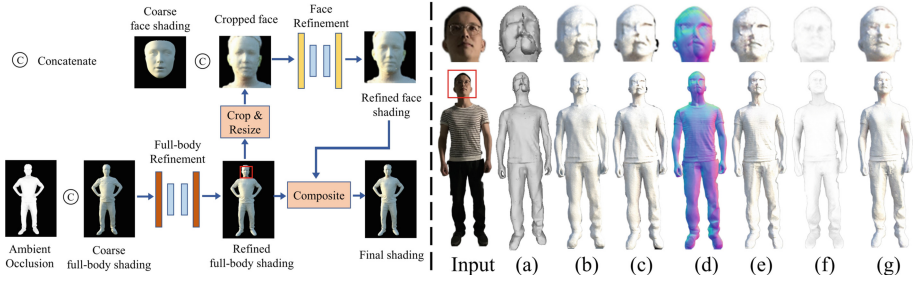 Coarse
face shading
Cropped face
Face
Refinement
C
C
Concatenate
Refined face
shading
Crop &
Resize
Full-body
Refinement
C
Composite
Ambient
Occlusion
Coarse
full-body shading
Refined
full-body shading
Final shading
Input
(a)
(b)
(c)
(d)
(e)
(f)
(g)